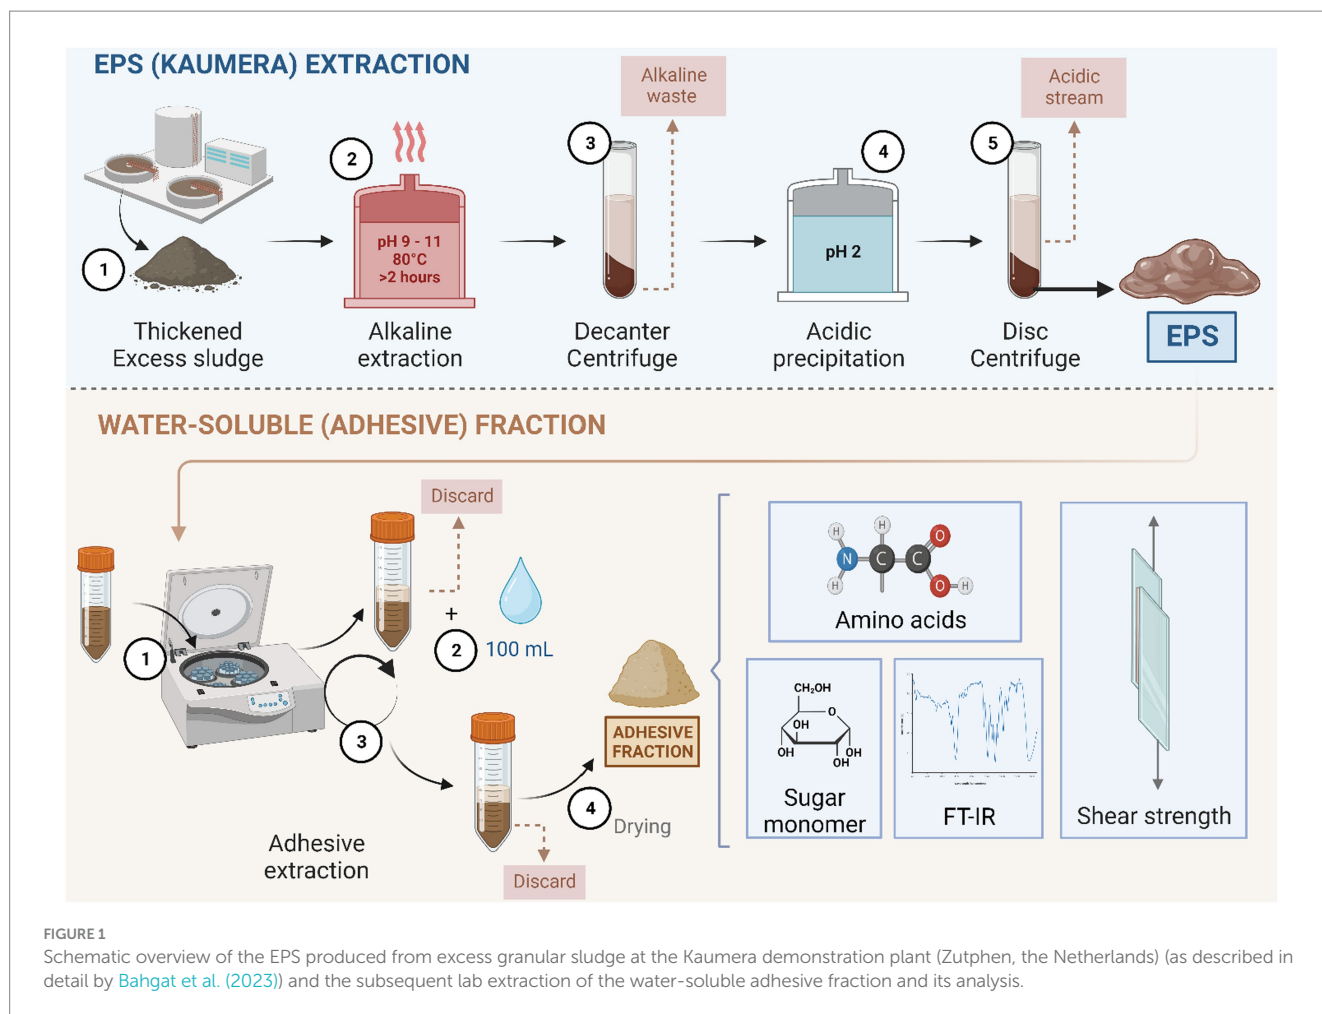 EPS (KAUMERA) EXTRACTION
Alkaline
waste
Acidic
stream
1
2
3
4
5
pH 9 - 11
80°C
>2 hours
pH 2
Thickened
Excess sludge
Alkaline
extraction
Decanter
Centrifuge
Acidic
precipitation
Disc
Centrifuge
EPS
WATER-SOLUBLE (ADHESIVE) FRACTION
Discard
1
+
2
100 mL
3
Adhesive
extraction
4
Drying
Discard
ADHESIVE
FRACTION
H
H
O
N
C
C
H
O
H
Amino acids
CH₂OH
O
OH
OH
OH
OH
Sugar
monomer
FT-IR
Shear strength
FIGURE 1
Schematic overview of the EPS produced from excess granular sludge at the Kaumera demonstration plant (Zutphen, the Netherlands) (as described in
detail by Bahgat et al. (2023)) and the subsequent lab extraction of the water-soluble adhesive fraction and its analysis.